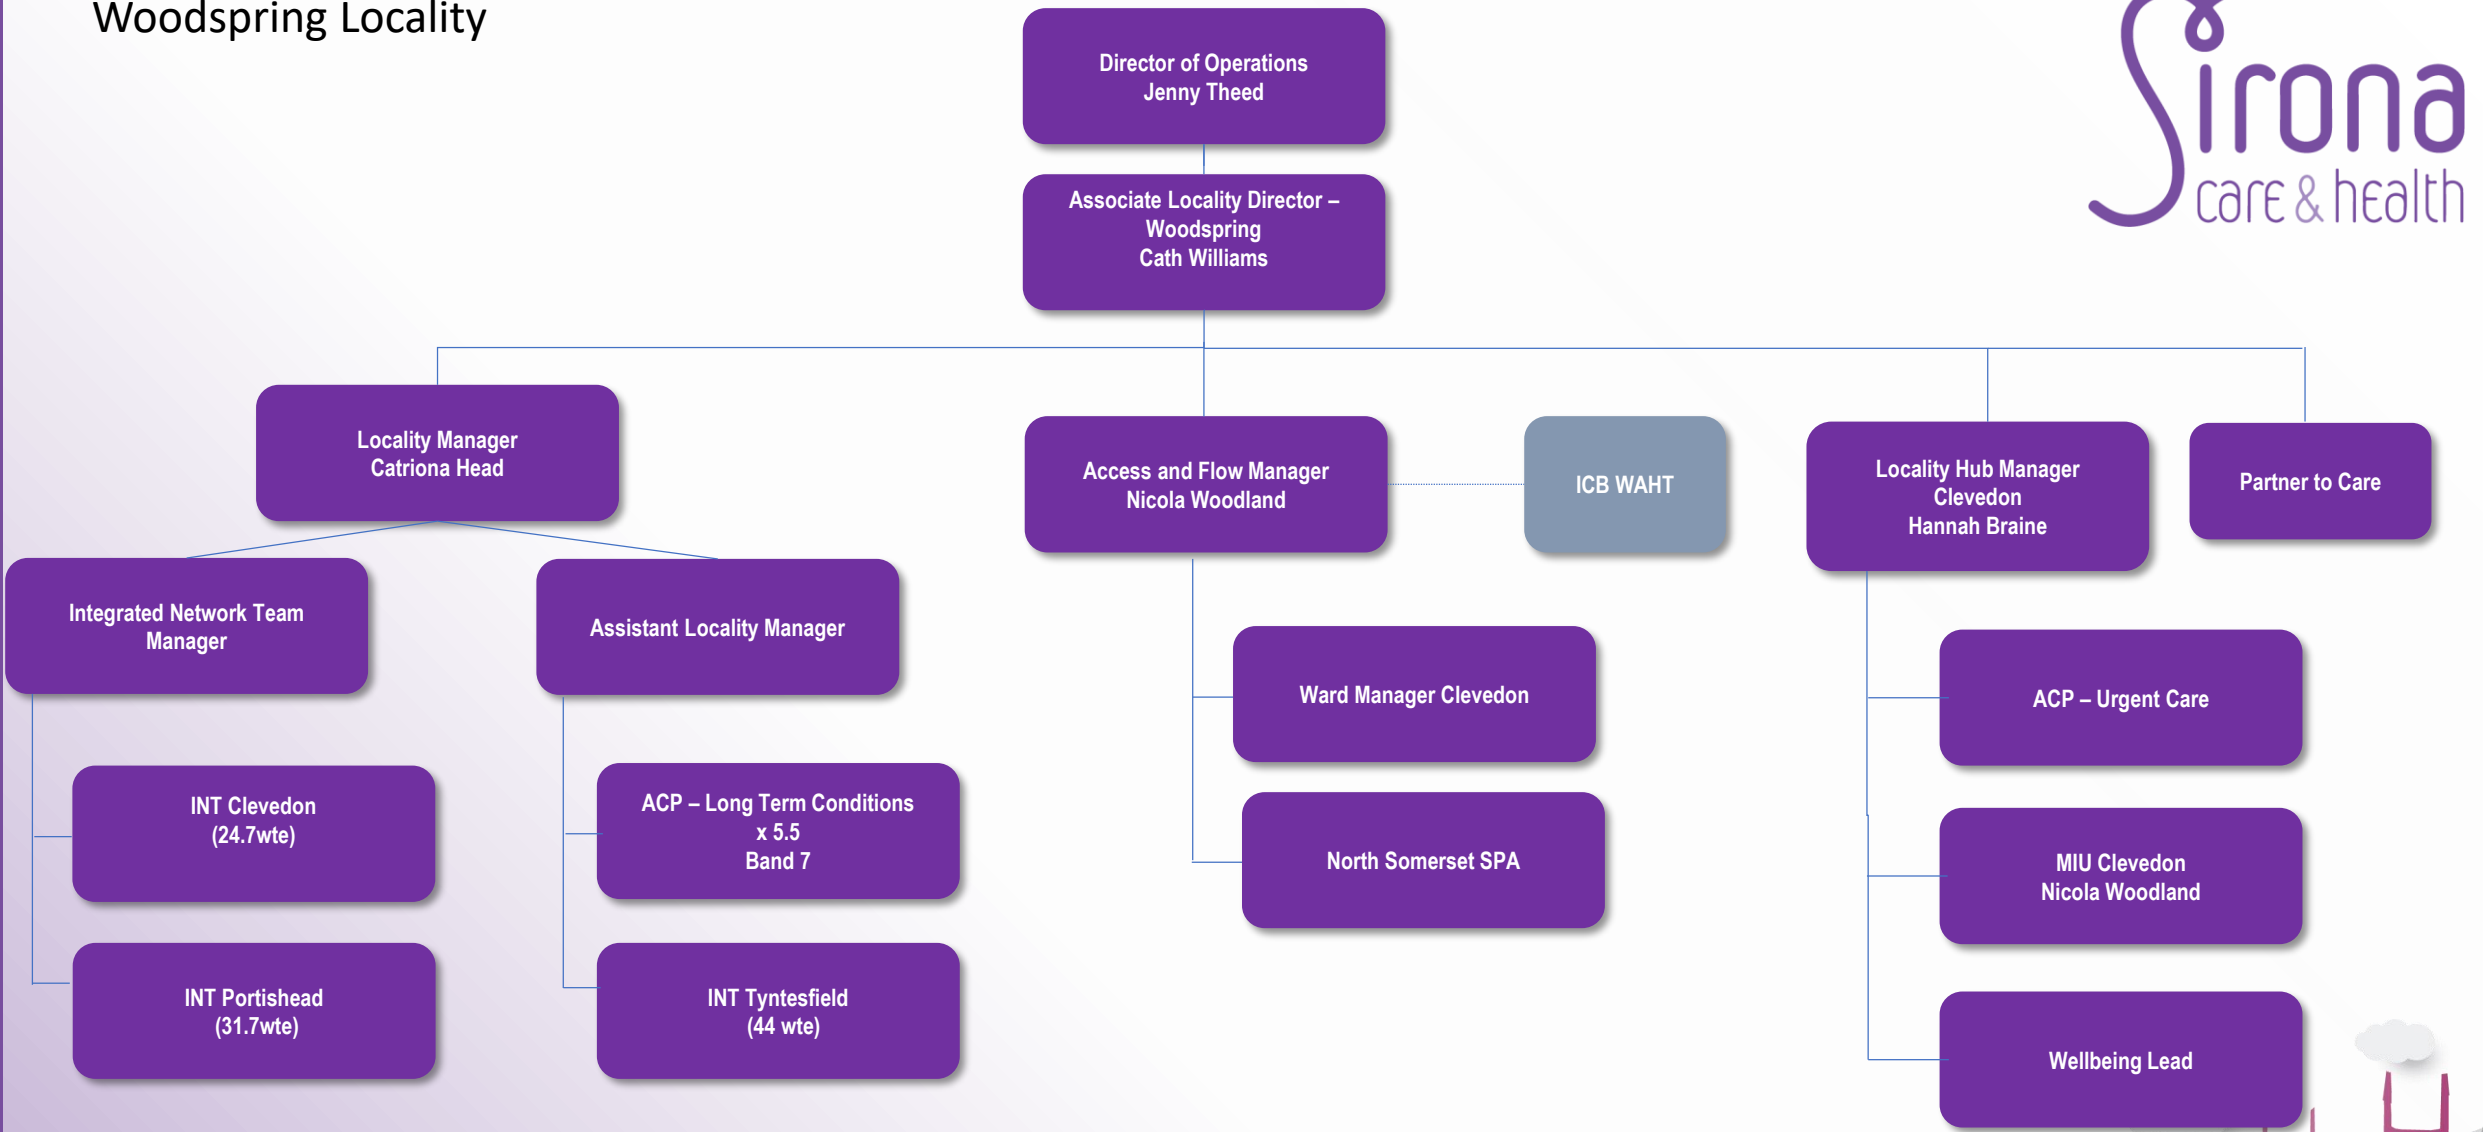 Woodspring Locality
Sirona
care & health
Director of Operations
Jenny Theed
Associate Locality Director –
Woodspring
Cath Williams
Locality Manager
Catriona Head
Access and Flow Manager
Nicola Woodland
ICB WAHT
Locality Hub Manager
Clevedon
Hannah Braine
Partner to Care
Integrated Network Team
Manager
Assistant Locality Manager
INT Clevedon
(24.7wte)
INT Portishead
(31.7wte)
ACP – Long Term Conditions
x 5.5
Band 7
INT Tyntesfield
(44 wte)
Ward Manager Clevedon
North Somerset SPA
ACP – Urgent Care
MIU Clevedon
Nicola Woodland
Wellbeing Lead